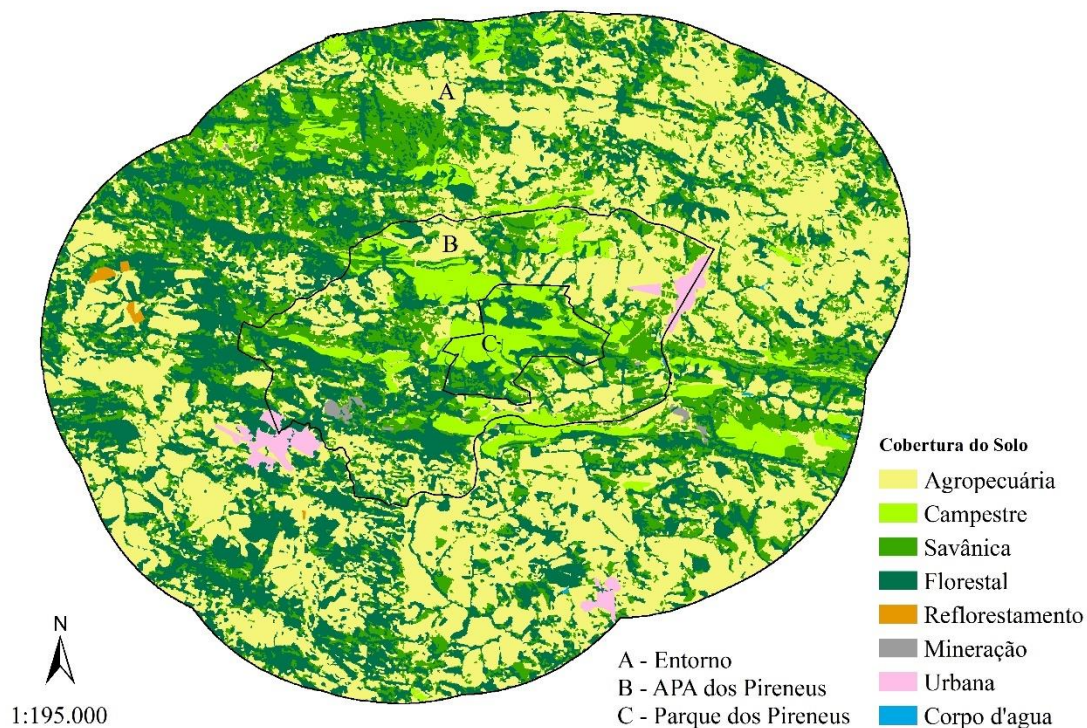 A
B
C
N
1:195.000
A - Entorno
B - APA dos Pireneus
C - Parque dos Pireneus
Cobertura do Solo
Agropecuária
Campestre
Savânica
Florestal
Reflorestamento
Mineração
Urbana
Corpo d'agua